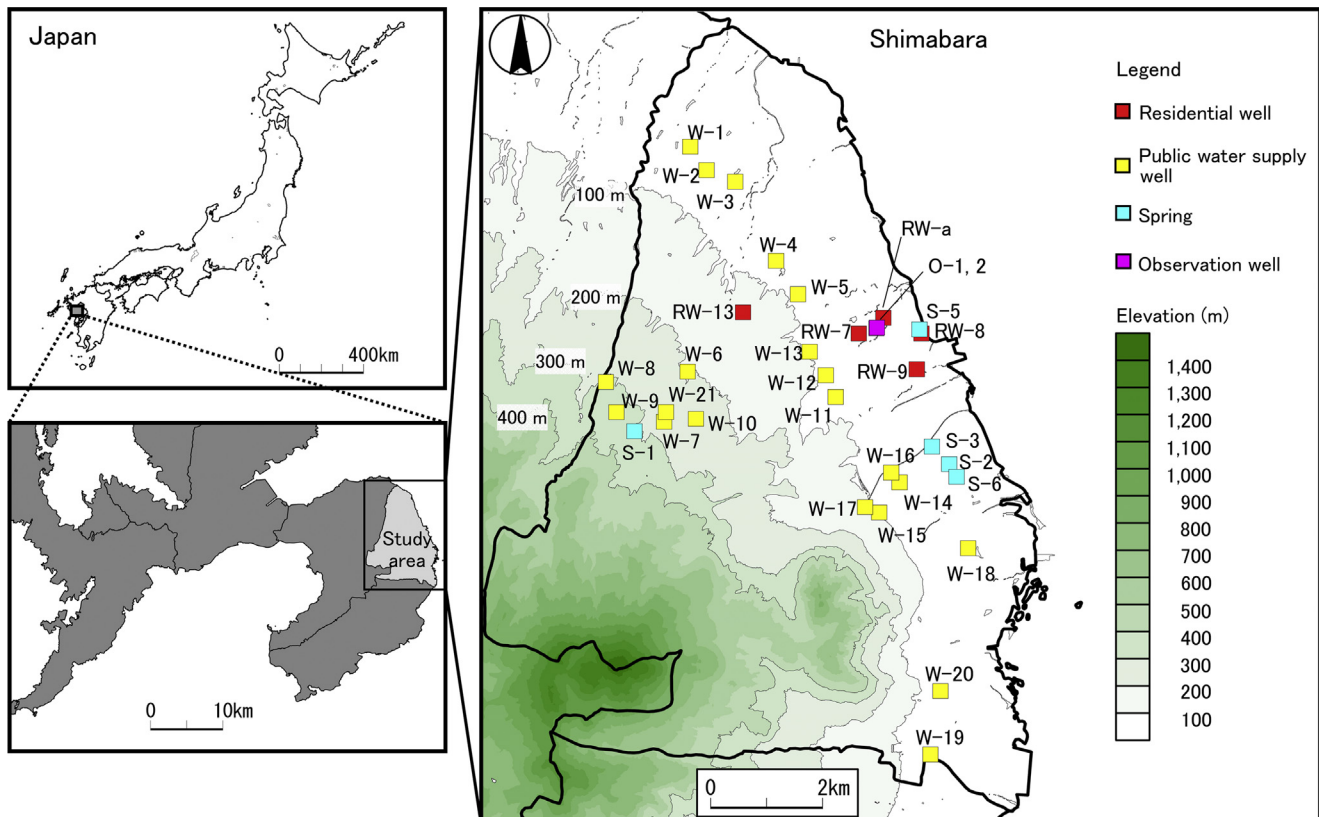 Japan
0 400km
Study
area
0 10km
Shimabara
W-1
W-2
W-3
100 m
W-4
RW-a
O-1, 2
W-5
200 m
RW-13
S-5
RW-7
RW-8
W-13
300 m
W-6
W-8
RW-9
W-12
W-9
W-21
400 m
W-10
W-11
W-7
S-1
S-3
W-16
S-2
S-6
W-14
W-17
W-15
W-18
W-20
W-19
0 2km
Legend
Residential well
Public water supply
well
Spring
Observation well
Elevation (m)
1,400
1,300
1,200
1,100
1,000
900
800
700
600
500
400
300
200
100